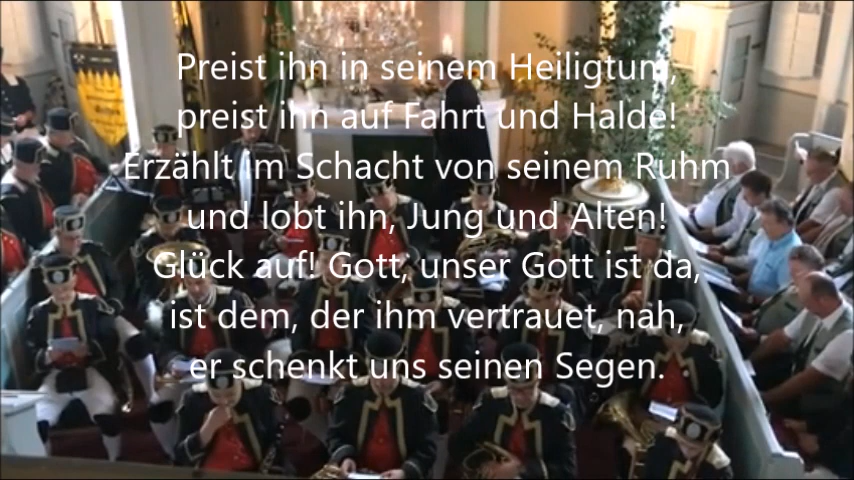 Preist ihn in seinem Heiligtum,
preist ihn auf Fahrt und Halde!
Erzählt im Schacht von seinem Ruhm
und lobt ihn, Jung und Alten!
Glück auf! Gott, unser Gott ist da,
ist dem, der ihm vertrauet, nah,
er schenkt uns seinen Segen.